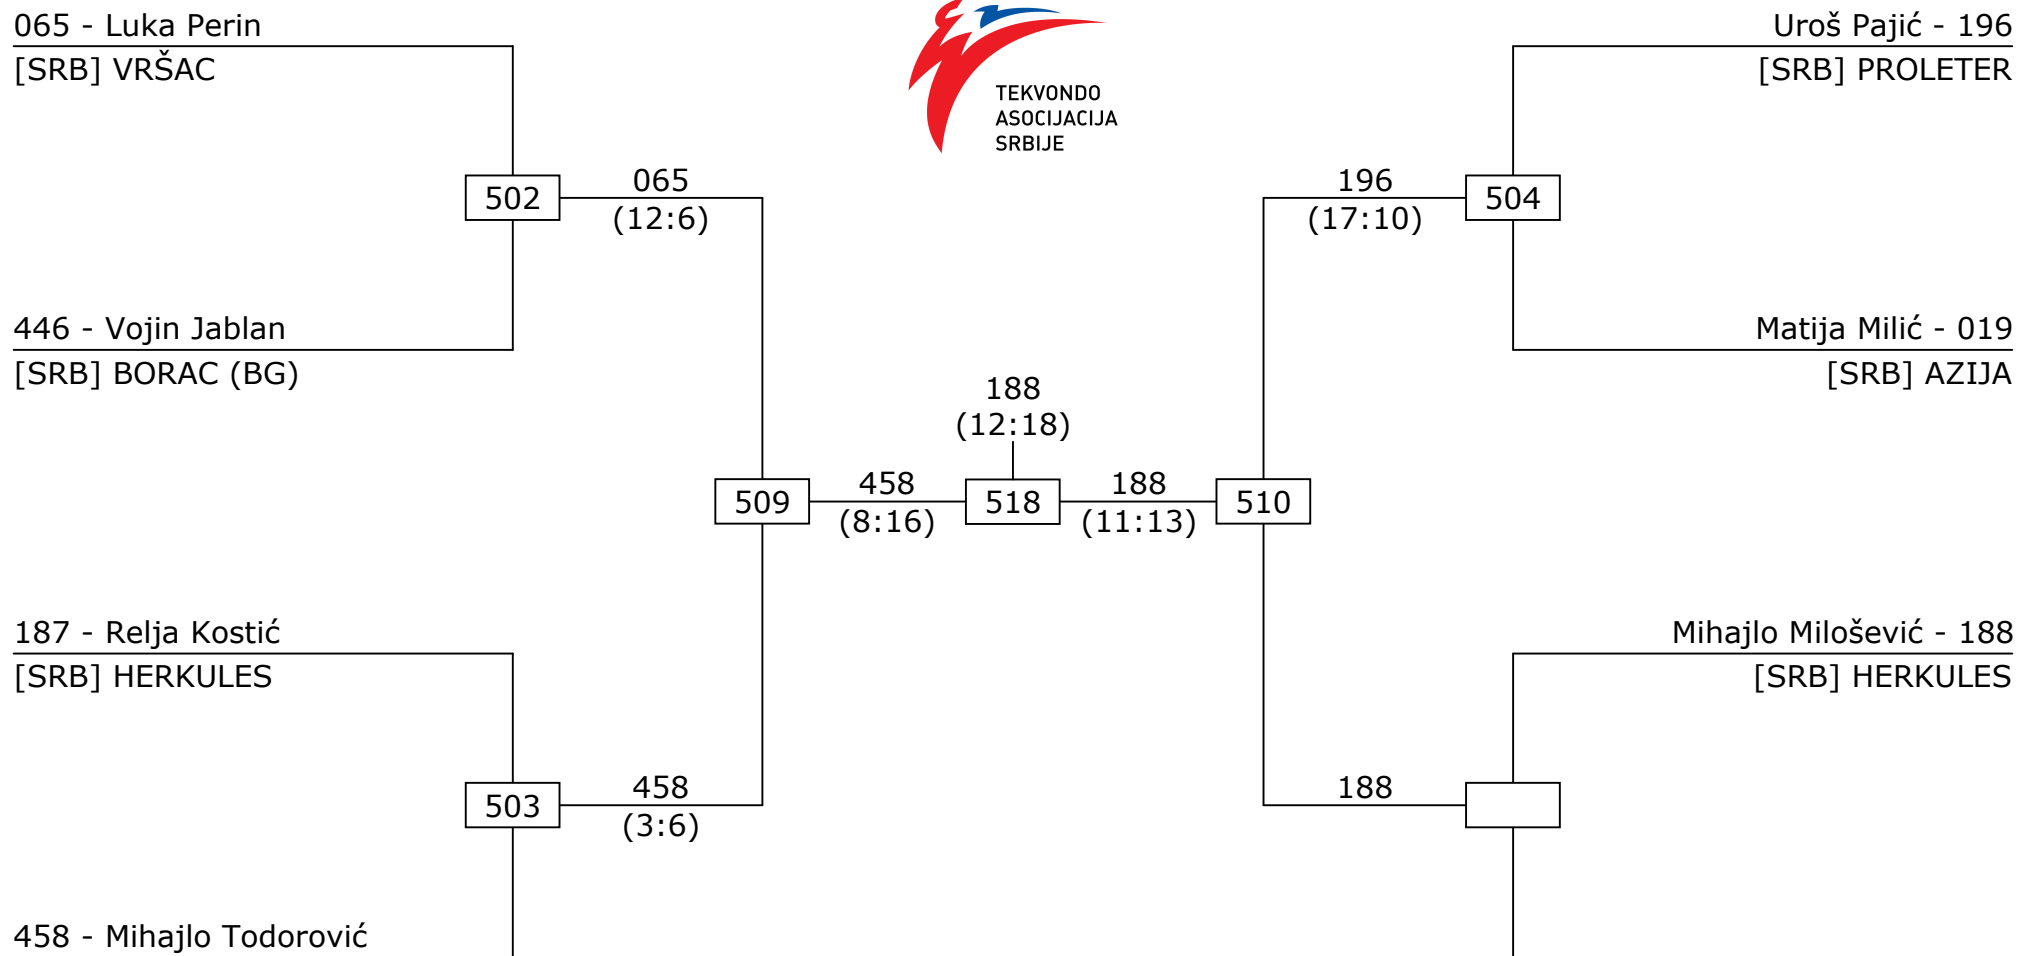 065 - Luka Perin
[SRB] VRŠAC
TEKVONDO
ASOCIJACIJA
SRBIJE
Uroš Pajić - 196
[SRB] PROLETER
502
065
(12:6)
196
(17:10)
504
446 - Vojin Jablan
[SRB] BORAC (BG)
Matija Milić - 019
[SRB] AZIJA
188
(12:18)
509
458
(8:16)
518
188
(11:13)
510
187 - Relja Kostić
[SRB] HERKULES
Mihajlo Milošević - 188
[SRB] HERKULES
503
458
(3:6)
188
458 - Mihajlo Todorović